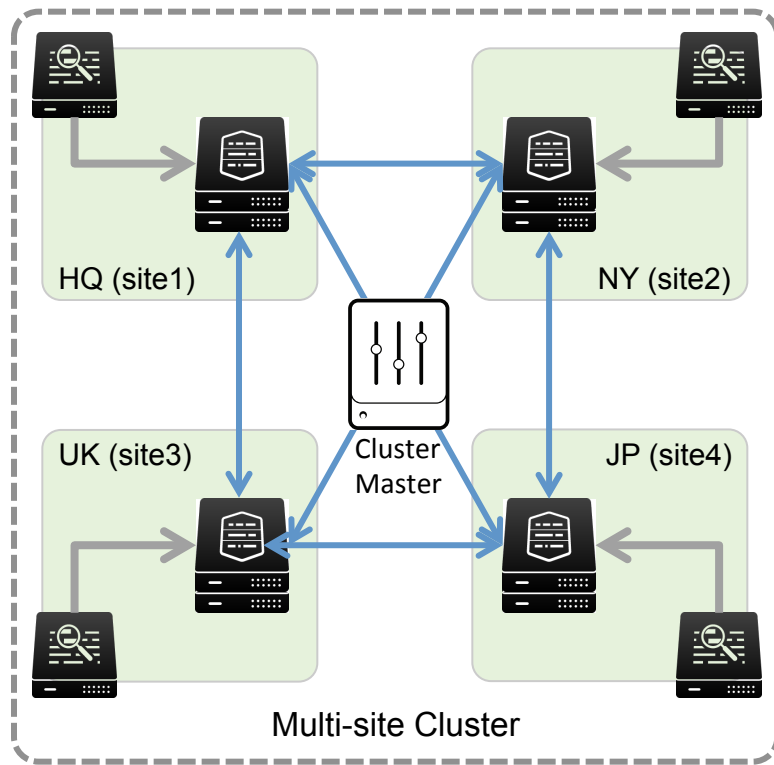 HQ (site1)
NY (site2)
UK (site3)
Cluster
Master
JP (site4)
Multi-site Cluster